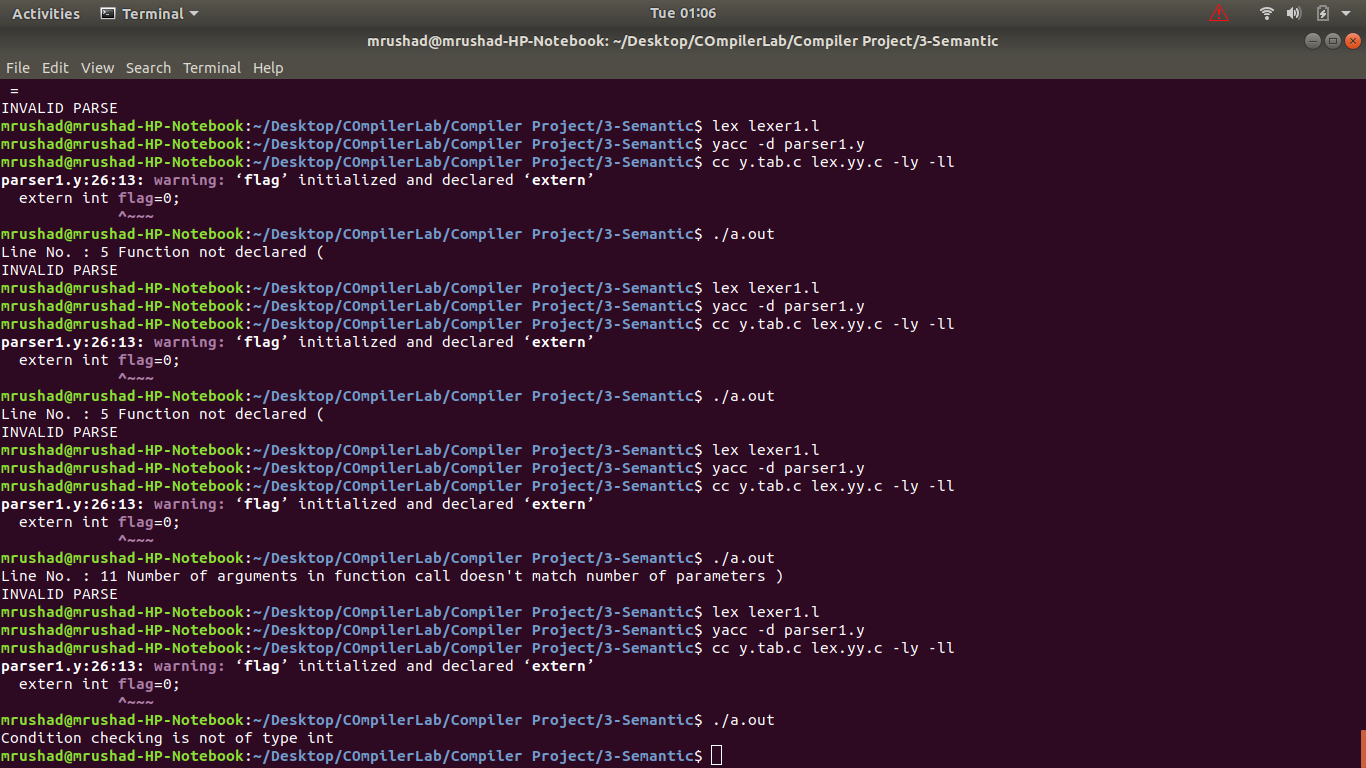 Activities Terminal Tue 01:06
mrushad@mrushad-HP-Notebook: ~/Desktop/COmpilerLab/Compiler Project/3-Semantic
File Edit View Search Terminal Help
=
INVALID PARSE
mrushad@mrushad-HP-Notebook:~/Desktop/COmpilerLab/Compiler Project/3-Semantic$ lex lexer1.l
mrushad@mrushad-HP-Notebook:~/Desktop/COmpilerLab/Compiler Project/3-Semantic$ yacc -d parser1.y
mrushad@mrushad-HP-Notebook:~/Desktop/COmpilerLab/Compiler Project/3-Semantic$ cc y.tab.c lex.yy.c -ly -ll
parser1.y:26:13: warning: ‘flag’ initialized and declared ‘extern’
extern int flag=0;
^~~~
mrushad@mrushad-HP-Notebook:~/Desktop/COmpilerLab/Compiler Project/3-Semantic$ ./a.out
Line No. : 5 Function not declared (
INVALID PARSE
mrushad@mrushad-HP-Notebook:~/Desktop/COmpilerLab/Compiler Project/3-Semantic$ lex lexer1.l
mrushad@mrushad-HP-Notebook:~/Desktop/COmpilerLab/Compiler Project/3-Semantic$ yacc -d parser1.y
mrushad@mrushad-HP-Notebook:~/Desktop/COmpilerLab/Compiler Project/3-Semantic$ cc y.tab.c lex.yy.c -ly -ll
parser1.y:26:13: warning: ‘flag’ initialized and declared ‘extern’
extern int flag=0;
^~~~
mrushad@mrushad-HP-Notebook:~/Desktop/COmpilerLab/Compiler Project/3-Semantic$ ./a.out
Line No. : 5 Function not declared (
INVALID PARSE
mrushad@mrushad-HP-Notebook:~/Desktop/COmpilerLab/Compiler Project/3-Semantic$ lex lexer1.l
mrushad@mrushad-HP-Notebook:~/Desktop/COmpilerLab/Compiler Project/3-Semantic$ yacc -d parser1.y
mrushad@mrushad-HP-Notebook:~/Desktop/COmpilerLab/Compiler Project/3-Semantic$ cc y.tab.c lex.yy.c -ly -ll
parser1.y:26:13: warning: ‘flag’ initialized and declared ‘extern’
extern int flag=0;
^~~~
mrushad@mrushad-HP-Notebook:~/Desktop/COmpilerLab/Compiler Project/3-Semantic$ ./a.out
Line No. : 11 Number of arguments in function call doesn't match number of parameters )
INVALID PARSE
mrushad@mrushad-HP-Notebook:~/Desktop/COmpilerLab/Compiler Project/3-Semantic$ lex lexer1.l
mrushad@mrushad-HP-Notebook:~/Desktop/COmpilerLab/Compiler Project/3-Semantic$ yacc -d parser1.y
mrushad@mrushad-HP-Notebook:~/Desktop/COmpilerLab/Compiler Project/3-Semantic$ cc y.tab.c lex.yy.c -ly -ll
parser1.y:26:13: warning: ‘flag’ initialized and declared ‘extern’
extern int flag=0;
^~~~
mrushad@mrushad-HP-Notebook:~/Desktop/COmpilerLab/Compiler Project/3-Semantic$ ./a.out
Condition checking is not of type int
mrushad@mrushad-HP-Notebook:~/Desktop/COmpilerLab/Compiler Project/3-Semantic$